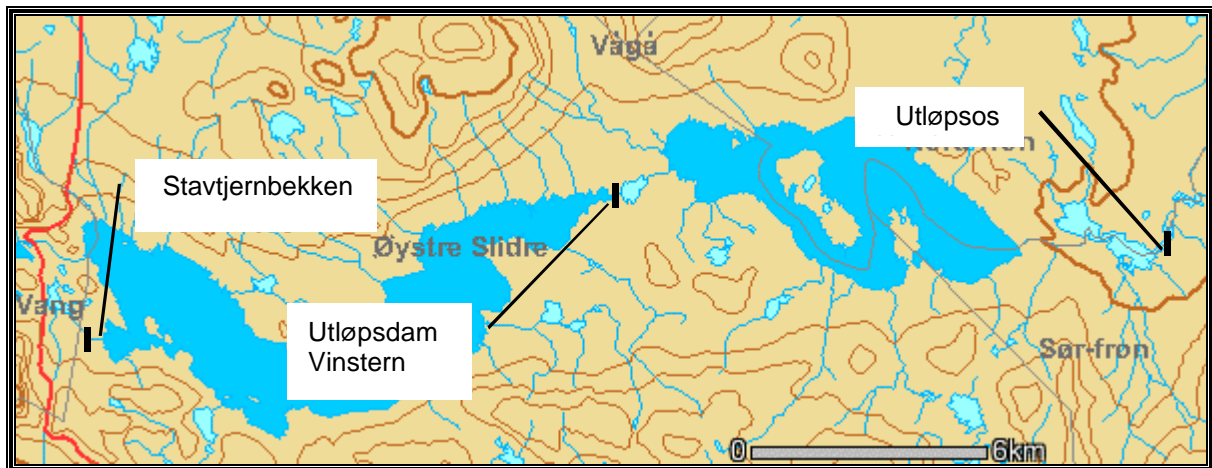 Vågå
Utløpsos
Stavtjernbekken
Øystre Slidre
Vang
Utløpsdam
Vinstern
Sør-fron
0 6km